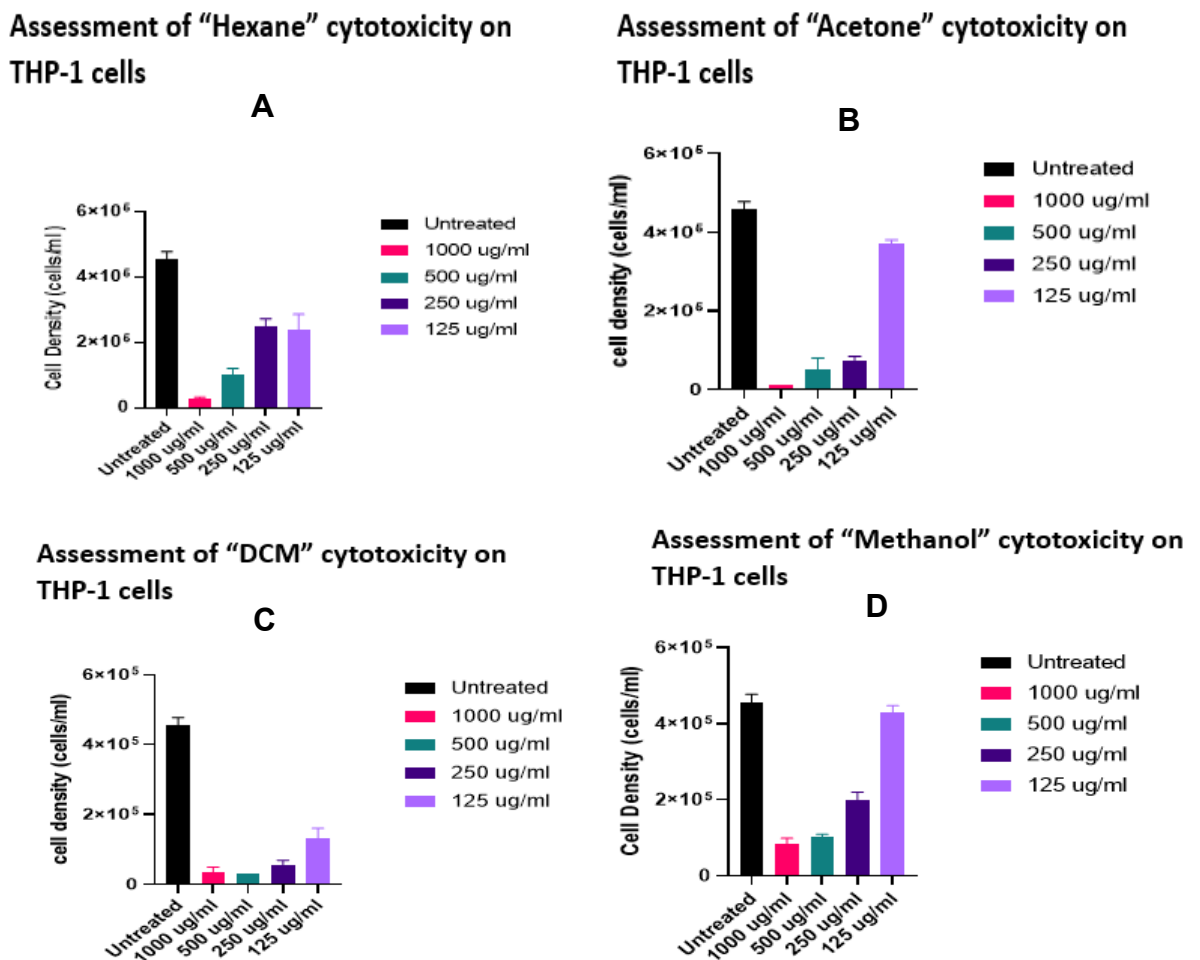 Assessment of “Hexane” cytotoxicity on
THP-1 cells
A
6×10⁶
4×10⁶
2×10⁶
0
Cell Density (cells/ml)
Untreated
1000 ug/ml
500 ug/ml
250 ug/ml
125 ug/ml
Untreated
1000 ug/ml
500 ug/ml
250 ug/ml
125 ug/ml
Assessment of “Acetone” cytotoxicity on
THP-1 cells
B
6×10⁵
4×10⁵
2×10⁵
0
cell density (cells/ml)
Untreated
1000 ug/ml
500 ug/ml
250 ug/ml
125 ug/ml
Untreated
1000 ug/ml
500 ug/ml
250 ug/ml
125 ug/ml
Assessment of “DCM” cytotoxicity on
THP-1 cells
C
6×10⁵
4×10⁵
2×10⁵
0
cell density (cells/ml)
Untreated
1000 ug/ml
500 ug/ml
250 ug/ml
125 ug/ml
Untreated
1000 ug/ml
500 ug/ml
250 ug/ml
125 ug/ml
Assessment of “Methanol” cytotoxicity on
THP-1 cells
D
6×10⁵
4×10⁵
2×10⁵
0
Cell Density (cells/ml)
Untreated
1000 ug/ml
500 ug/ml
250 ug/ml
125 ug/ml
Untreated
1000 ug/ml
500 ug/ml
250 ug/ml
125 ug/ml